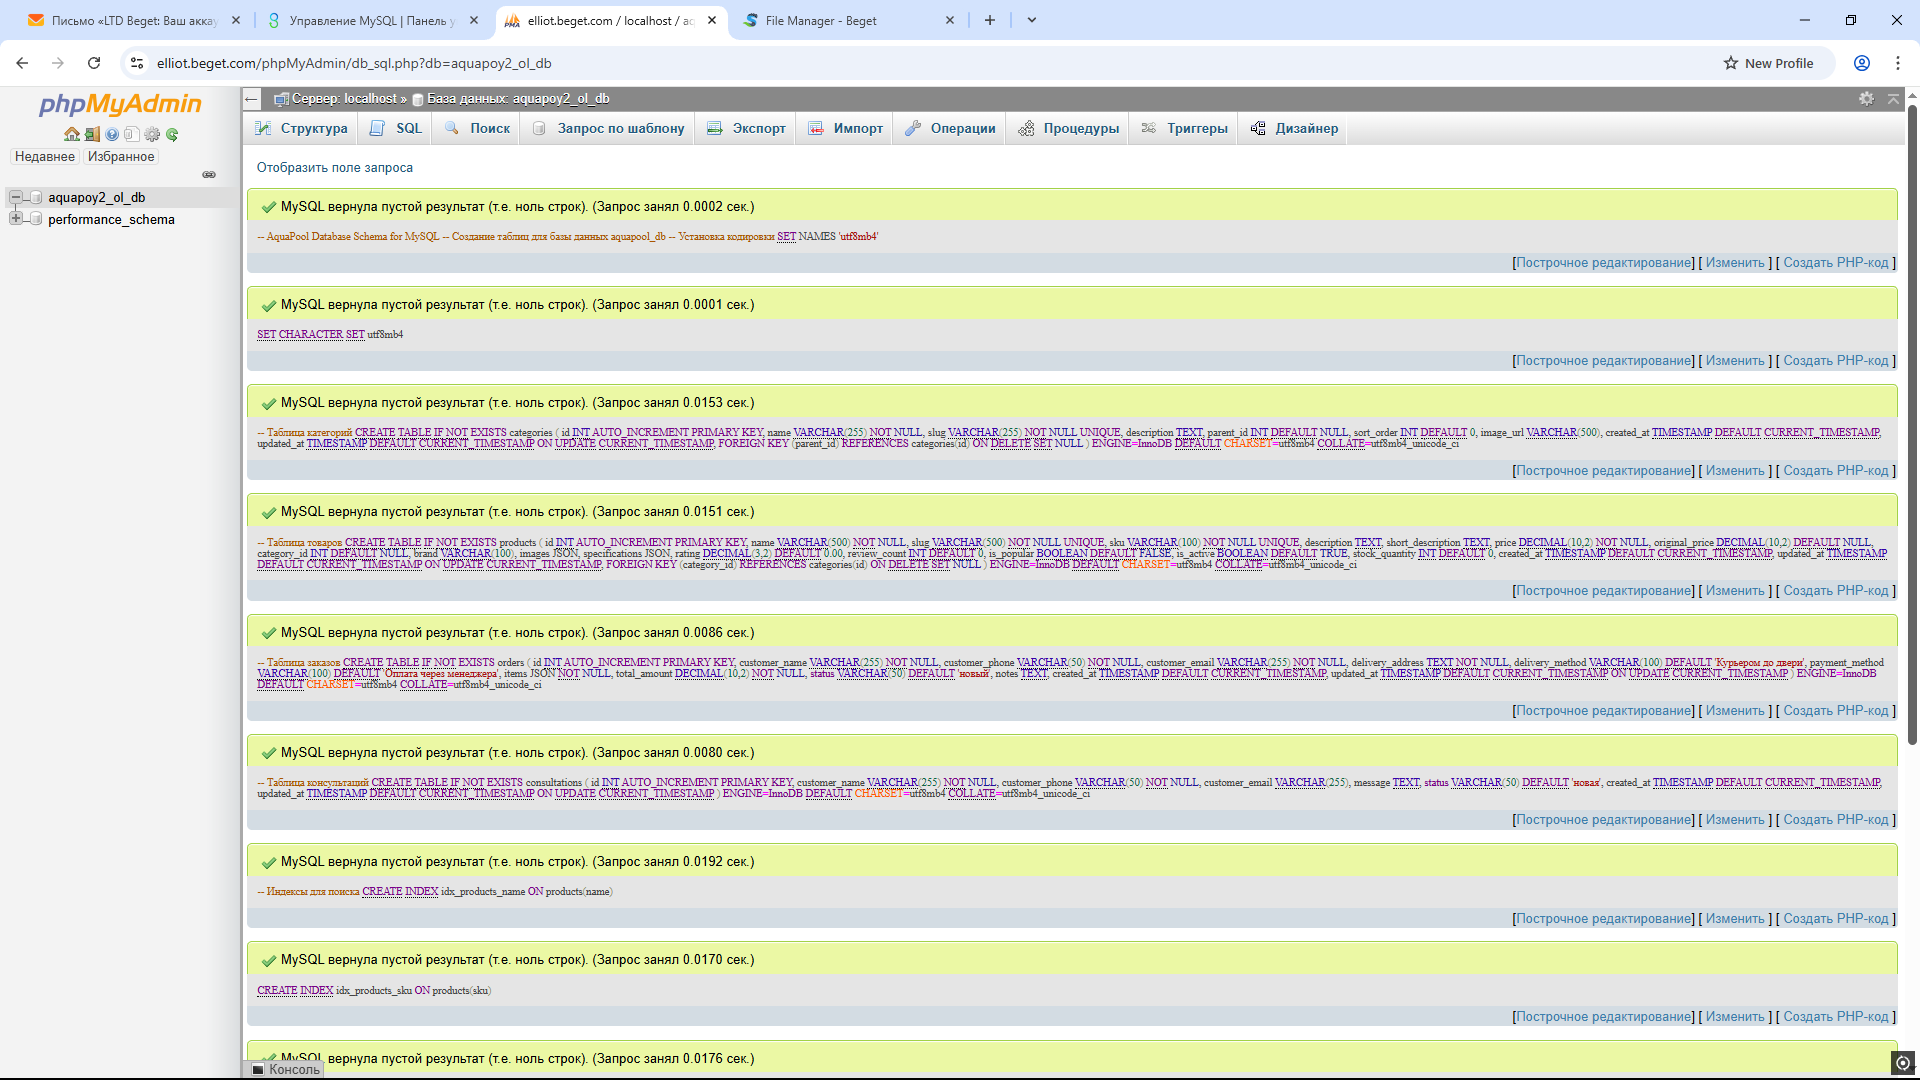 Письмо «LTD Beget: Ваш акка
Управление MySQL | Панель у
elliot.beget.com / localhost / aq
File Manager - Beget
elliot.beget.com/phpMyAdmin/db_sql.php?db=aquapoy2_ol_db
New Profile
phpMyAdmin
Недавнее Избранное
aquapoy2_ol_db
performance_schema
Сервер: localhost » База данных: aquapoy2_ol_db
Структура SQL Поиск Запрос по шаблону Экспорт Импорт Операции Процедуры Триггеры Дизайнер
Отобразить поле запроса
MySQL вернула пустой результат (т.е. ноль строк). (Запрос занял 0.0002 сек.)
-- AquaPool Database Schema for MySQL -- Создание таблиц для базы данных aquapool_db -- Установка кодировки SET NAMES 'utf8mb4'
[Построчное редактирование] [ Изменить ] [ Создать PHP-код ]
MySQL вернула пустой результат (т.е. ноль строк). (Запрос занял 0.0001 сек.)
SET CHARACTER SET utf8mb4
[Построчное редактирование] [ Изменить ] [ Создать PHP-код ]
MySQL вернула пустой результат (т.е. ноль строк). (Запрос занял 0.0153 сек.)
-- Таблица категорий CREATE TABLE IF NOT EXISTS categories ( id INT AUTO_INCREMENT PRIMARY KEY, name VARCHAR(255) NOT NULL, slug VARCHAR(255) NOT NULL UNIQUE, description TEXT, parent_id INT DEFAULT NULL, sort_order INT DEFAULT 0, image_url VARCHAR(500), created_at TIMESTAMP DEFAULT CURRENT_TIMESTAMP,
updated_at TIMESTAMP DEFAULT CURRENT_TIMESTAMP ON UPDATE CURRENT_TIMESTAMP, FOREIGN KEY (parent_id) REFERENCES categories(id) ON DELETE SET NULL ) ENGINE=InnoDB DEFAULT CHARSET=utf8mb4 COLLATE=utf8mb4_unicode_ci
[Построчное редактирование] [ Изменить ] [ Создать PHP-код ]
MySQL вернула пустой результат (т.е. ноль строк). (Запрос занял 0.0151 сек.)
-- Таблица товаров CREATE TABLE IF NOT EXISTS products ( id INT AUTO_INCREMENT PRIMARY KEY, name VARCHAR(500) NOT NULL, slug VARCHAR(500) NOT NULL UNIQUE, sku VARCHAR(100) NOT NULL UNIQUE, description TEXT, short_description TEXT, price DECIMAL(10,2) NOT NULL, original_price DECIMAL(10,2) DEFAULT NULL,
category_id INT DEFAULT NULL, brand VARCHAR(100), images JSON, specifications JSON, rating DECIMAL(3,2) DEFAULT 0.00, review_count INT DEFAULT 0, is_popular BOOLEAN DEFAULT FALSE, is_active BOOLEAN DEFAULT TRUE, stock_quantity INT DEFAULT 0, created_at TIMESTAMP DEFAULT CURRENT_TIMESTAMP, updated_at TIMESTAMP
DEFAULT CURRENT_TIMESTAMP ON UPDATE CURRENT_TIMESTAMP, FOREIGN KEY (category_id) REFERENCES categories(id) ON DELETE SET NULL ) ENGINE=InnoDB DEFAULT CHARSET=utf8mb4 COLLATE=utf8mb4_unicode_ci
[Построчное редактирование] [ Изменить ] [ Создать PHP-код ]
MySQL вернула пустой результат (т.е. ноль строк). (Запрос занял 0.0086 сек.)
-- Таблица заказов CREATE TABLE IF NOT EXISTS orders ( id INT AUTO_INCREMENT PRIMARY KEY, customer_name VARCHAR(255) NOT NULL, customer_phone VARCHAR(50) NOT NULL, customer_email VARCHAR(255) NOT NULL, delivery_address TEXT NOT NULL, delivery_method VARCHAR(100) DEFAULT 'Курьером до двери', payment_method
VARCHAR(100) DEFAULT 'Оплата через менеджера', items JSON NOT NULL, total_amount DECIMAL(10,2) NOT NULL, status VARCHAR(50) DEFAULT 'новый', notes TEXT, created_at TIMESTAMP DEFAULT CURRENT_TIMESTAMP, updated_at TIMESTAMP DEFAULT CURRENT_TIMESTAMP ON UPDATE CURRENT_TIMESTAMP ) ENGINE=InnoDB
DEFAULT CHARSET=utf8mb4 COLLATE=utf8mb4_unicode_ci
[Построчное редактирование] [ Изменить ] [ Создать PHP-код ]
MySQL вернула пустой результат (т.е. ноль строк). (Запрос занял 0.0080 сек.)
-- Таблица консультаций CREATE TABLE IF NOT EXISTS consultations ( id INT AUTO_INCREMENT PRIMARY KEY, customer_name VARCHAR(255) NOT NULL, customer_phone VARCHAR(50) NOT NULL, customer_email VARCHAR(255), message TEXT, status VARCHAR(50) DEFAULT 'новая', created_at TIMESTAMP DEFAULT CURRENT_TIMESTAMP,
updated_at TIMESTAMP DEFAULT CURRENT_TIMESTAMP ON UPDATE CURRENT_TIMESTAMP ) ENGINE=InnoDB DEFAULT CHARSET=utf8mb4 COLLATE=utf8mb4_unicode_ci
[Построчное редактирование] [ Изменить ] [ Создать PHP-код ]
MySQL вернула пустой результат (т.е. ноль строк). (Запрос занял 0.0192 сек.)
-- Индексы для поиска CREATE INDEX idx_products_name ON products(name)
[Построчное редактирование] [ Изменить ] [ Создать PHP-код ]
MySQL вернула пустой результат (т.е. ноль строк). (Запрос занял 0.0170 сек.)
CREATE INDEX idx_products_sku ON products(sku)
[Построчное редактирование] [ Изменить ] [ Создать PHP-код ]
MySQL вернула пустой результат (т.е. ноль строк). (Запрос занял 0.0176 сек.)
Консоль